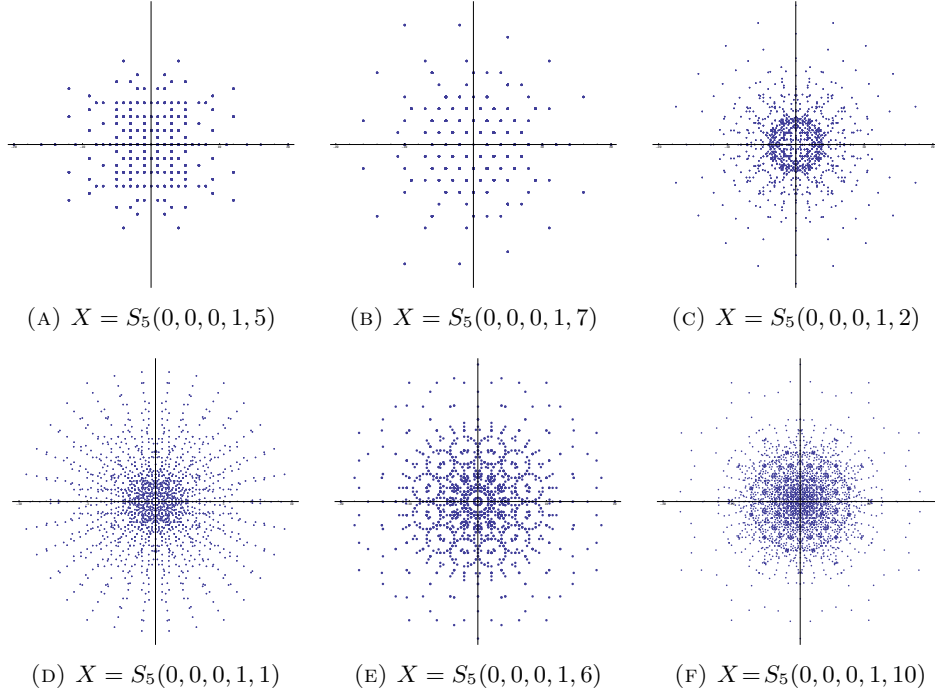 (A) X = S₅(0, 0, 0, 1, 5)
(B) X = S₅(0, 0, 0, 1, 7)
(C) X = S₅(0, 0, 0, 1, 2)
(D) X = S₅(0, 0, 0, 1, 1)
(E) X = S₅(0, 0, 0, 1, 6)
(F) X = S₅(0, 0, 0, 1, 10)